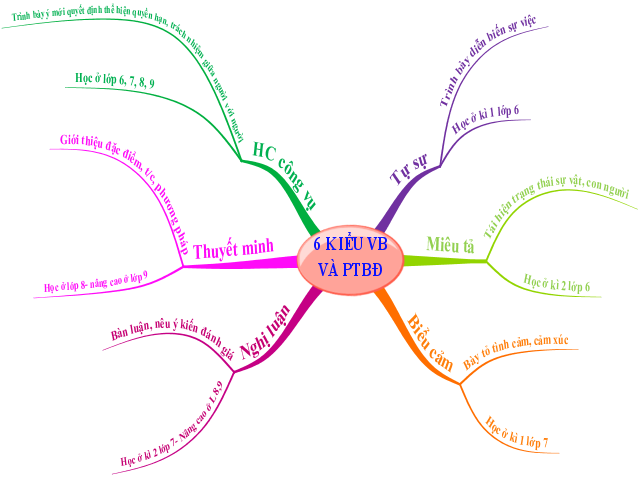 6 KIỂU VB
VÀ PTBĐ
Tự sự
Trình bày diễn biến sự việc
Học ở kì 1 lớp 6
Miêu tả
Tái hiện trạng thái sự vật, con người
Học ở kì 2 lớp 6
Biểu cảm
Bày tỏ tình cảm, cảm xúc
Học ở kì 1 lớp 7
Nghị luận
Bàn luận, nêu ý kiến đánh giá
Học ở kì 2 lớp 7- Nâng cao ở L 8,9
Thuyết minh
Giới thiệu đặc điểm, t/c, phương pháp
Học ở lớp 8- nâng cao ở lớp 9
HC công vụ
Trình bày ý mới quyết định thể hiện quyền hạn, trách nhiệm giữa người với người
Học ở lớp 6, 7, 8, 9